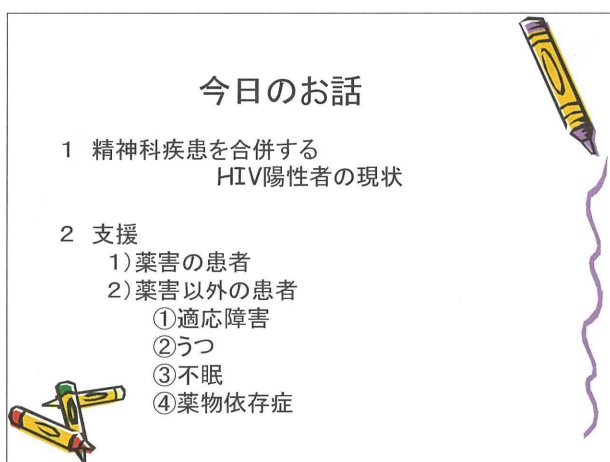 今日のお話
1 精神科疾患を合併する
HIV陽性者の現状
2 支援
1)薬害の患者
2)薬害以外の患者
①適応障害
②うつ
③不眠
④薬物依存症